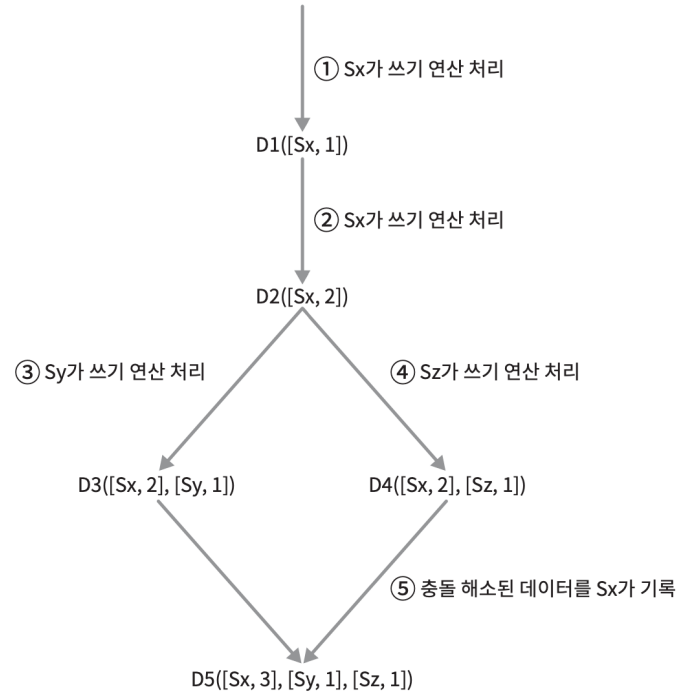 ① Sx가 쓰기 연산 처리
D1([Sx, 1])
② Sx가 쓰기 연산 처리
D2([Sx, 2])
③ Sy가 쓰기 연산 처리
④ Sz가 쓰기 연산 처리
D3([Sx, 2], [Sy, 1])
D4([Sx, 2], [Sz, 1])
⑤ 충돌 해소된 데이터를 Sx가 기록
D5([Sx, 3], [Sy, 1], [Sz, 1])